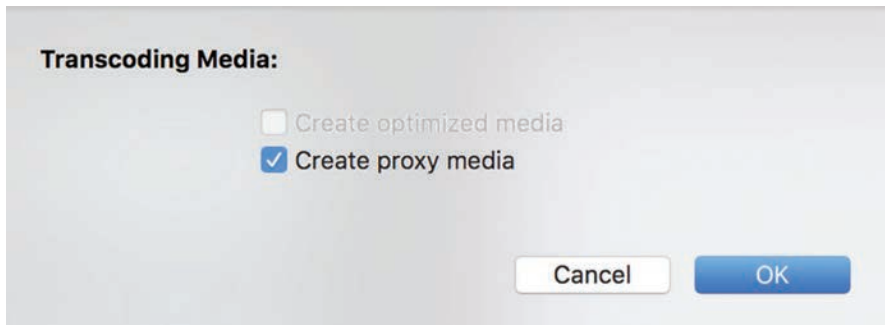 Transcoding Media:
Create optimized media
Create proxy media
Cancel OK